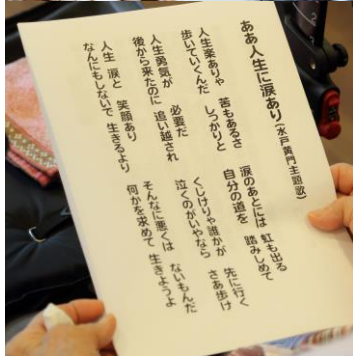 ああ人生に涙あり(水戸黄門主題歌)
人生楽ありゃ 苦もあるさ 涙のあとには 虹も出る
歩いていくんだ しっかりと 自分の道を 踏みしめて
人生勇気が 必要だ くじけりゃ誰かが 先に行く
後から来たのに 追い越され 泣くのがいやなら さあ歩け
人生 涙と 笑顔あり そんなに悪くは ないもんだ
なんにもしないで 生きるより 何かを求めて 生きようよ